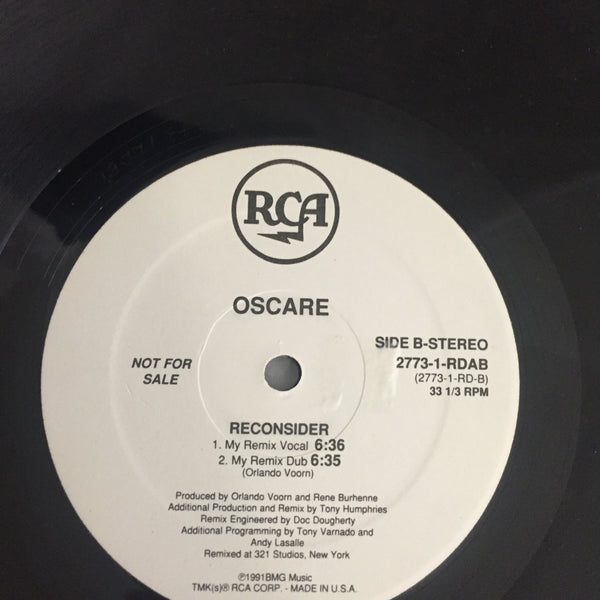 RCA
OSCARE
SIDE B-STEREO
2773-1-RDAB
(2773-1-RD-B)
33 1/3 RPM
NOT FOR
SALE
RECONSIDER
1. My Remix Vocal 6:36
2. My Remix Dub 6:35
(Orlando Voorn)
Produced by Orlando Voorn and Rene Burhenne
Additional Production and Remix by Tony Humphries
Remix Engineered by Doc Dougherty
Additional Programming by Tony Varnado and
Andy Lasalle
Remixed at 321 Studios, New York
℗1991BMG Music
TMK(s)® RCA CORP. - MADE IN U.S.A.